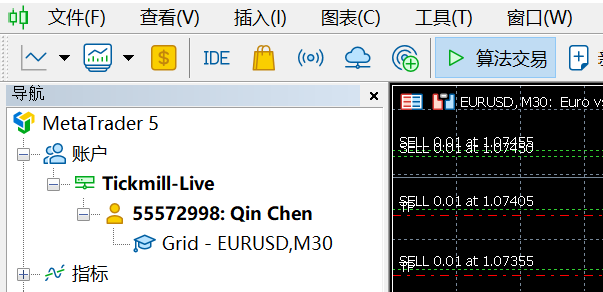 文件(F) 查看(V) 插入(I) 图表(C) 工具(T) 窗口(W)
IDE 算法交易
导航
EURUSD, M30: Euro vs
MetaTrader 5
账户
Tickmill-Live
55572998: Qin Chen
Grid - EURUSD,M30
指标
SELL 0.01 at 1.07455
SELL 0.01 at 1.07450
SELL 0.01 at 1.07405
TP
SELL 0.01 at 1.07355
TP